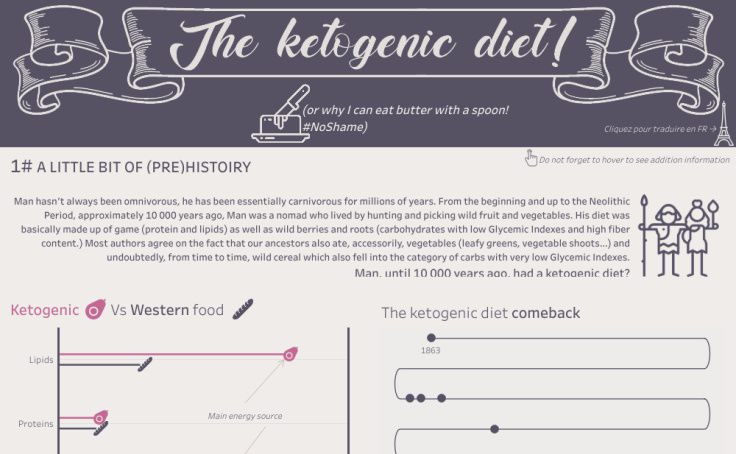 The ketogenic diet!
(or why I can eat butter with a spoon!
#NoShame)
Cliquez pour traduire en FR →
Do not forget to hover to see addition information
1# A LITTLE BIT OF (PRE)HISTOIRY
Man hasn't always been omnivorous, he has been essentially carnivorous for millions of years. From the beginning and up to the Neolithic
Period, approximately 10 000 years ago, Man was a nomad who lived by hunting and picking wild fruit and vegetables. His diet was
basically made up of game (protein and lipids) as well as wild berries and roots (carbohydrates with low Glycemic Indexes and high fiber
content.) Most authors agree on the fact that our ancestors also ate, accessorily, vegetables (leafy greens, vegetable shoots...) and
undoubtedly, from time to time, wild cereal which also fell into the category of carbs with very low Glycemic Indexes.
Man, until 10 000 years ago, had a ketogenic diet?
Ketogenic Vs Western food
The ketogenic diet comeback
1863
Lipids
Main energy source
Proteins